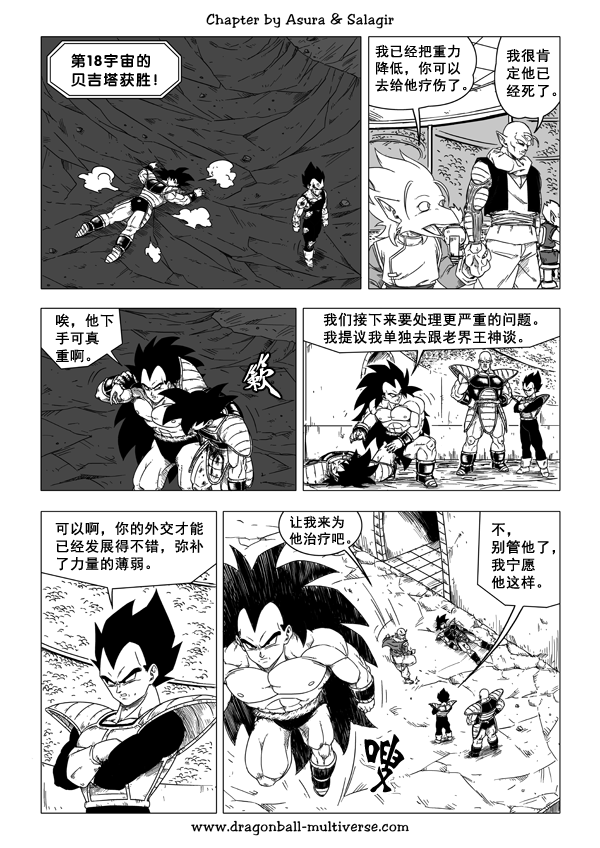 Chapter by Asura & Salagir
第18宇宙的
贝吉塔获胜！
我已经把重力
降低，你可以
去给他疗伤了。
我很肯
定他已
经死了。
唉，他下
手可真
重啊。
我们接下来要处理更严重的问题。
我提议我单独去跟老界王神谈。
可以啊，你的外交才能
已经发展得不错，弥补
了力量的薄弱。
让我来为
他治疗吧。
不，
别管他了，
我宁愿
他这样。
嗖
www.dragonball-multiverse.com